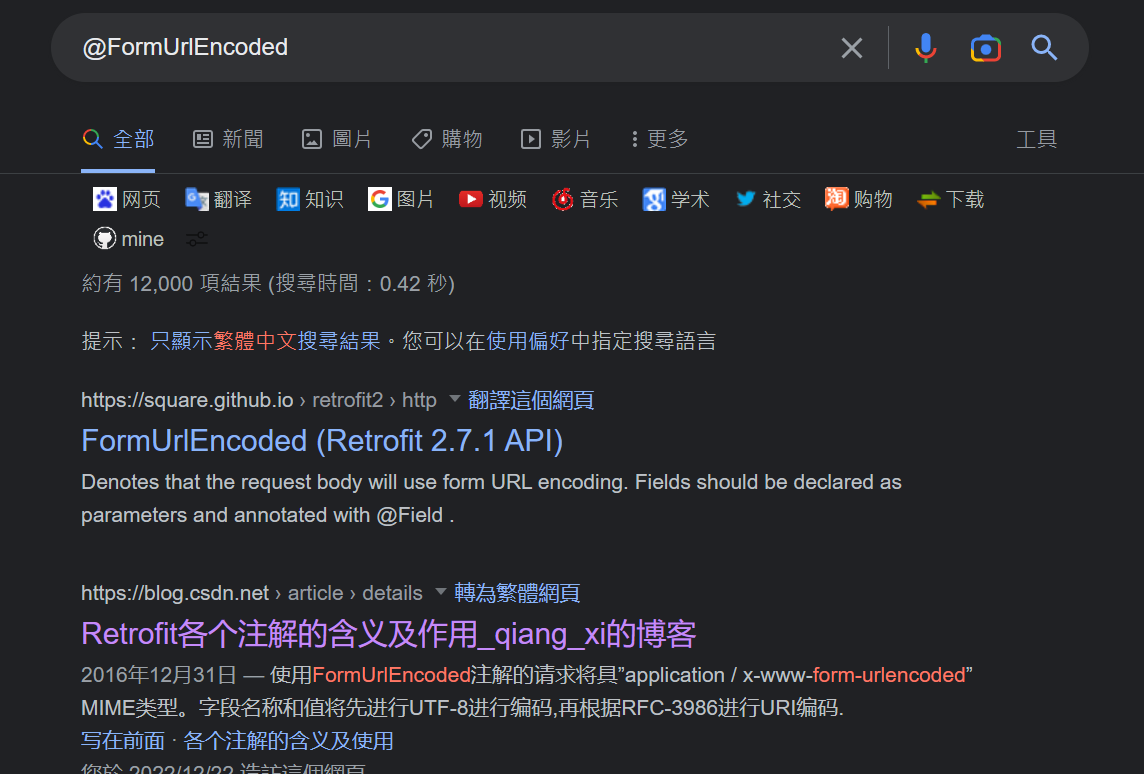 @FormUrlEncoded
全部 新聞 圖片 購物 影片 更多 工具
网页 翻译 知 知识 图片 视频 音乐 学术 淘 购物 下载 社交
mine
約有 12,000 項結果 (搜尋時間：0.42 秒)
提示： 只顯示繁體中文搜尋結果。您可以在使用偏好中指定搜尋語言
https://square.github.io › retrofit2 › http 翻譯這個網頁
FormUrlEncoded (Retrofit 2.7.1 API)
Denotes that the request body will use form URL encoding. Fields should be declared as
parameters and annotated with @Field .
https://blog.csdn.net › article › details 轉為繁體網頁
Retrofit各个注解的含义及作用_qiang_xi的博客
2016年12月31日 — 使用FormUrlEncoded注解的请求将具”application / x-www-form-urlencoded”
MIME类型。字段名称和值将先进行UTF-8进行编码,再根据RFC-3986进行URI编码.
写在前面 · 各个注解的含义及使用
您於 2022/12/22 造訪這個網頁